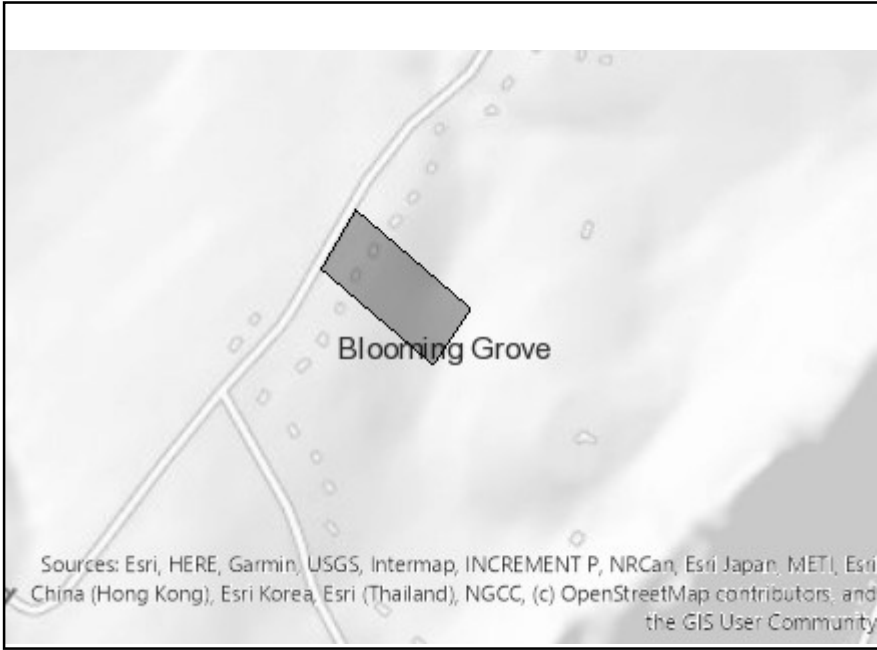 Blooming Grove
Sources: Esri, HERE, Garmin, USGS, Intermap, INCREMENT P, NRCan, Esri Japan, METI, Esri
China (Hong Kong), Esri Korea, Esri (Thailand), NGCC, (c) OpenStreetMap contributors, and
the GIS User Community